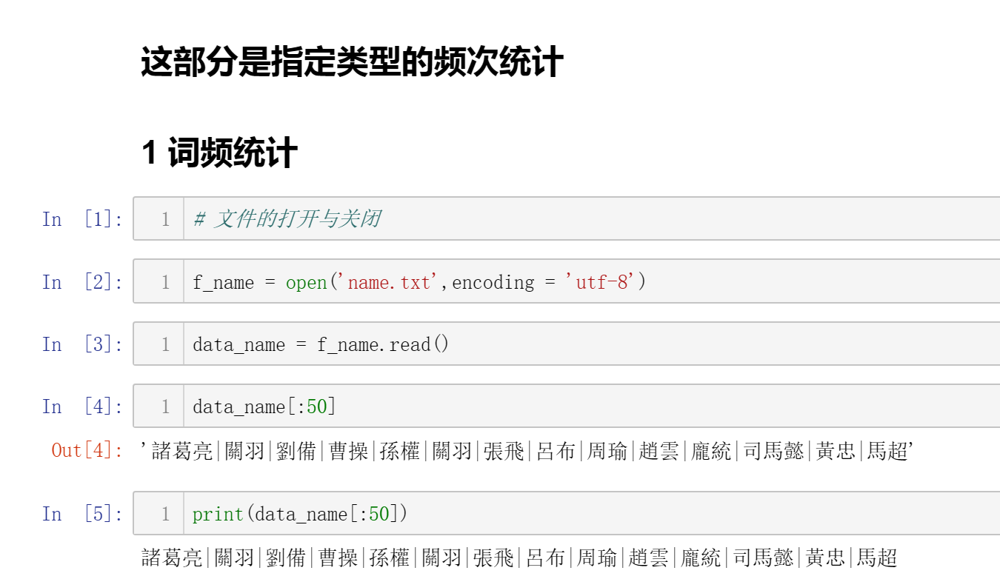 这部分是指定类型的频次统计
1 词频统计
In [1]: 1 # 文件的打开与关闭
In [2]: 1 f_name = open('name.txt',encoding = 'utf-8')
In [3]: 1 data_name = f_name.read()
In [4]: 1 data_name[:50]
Out[4]: '諸葛亮|關羽|劉備|曹操|孫權|關羽|張飛|呂布|周瑜|趙雲|龐統|司馬懿|黃忠|馬超'
In [5]: 1 print(data_name[:50])
諸葛亮|關羽|劉備|曹操|孫權|關羽|張飛|呂布|周瑜|趙雲|龐統|司馬懿|黃忠|馬超